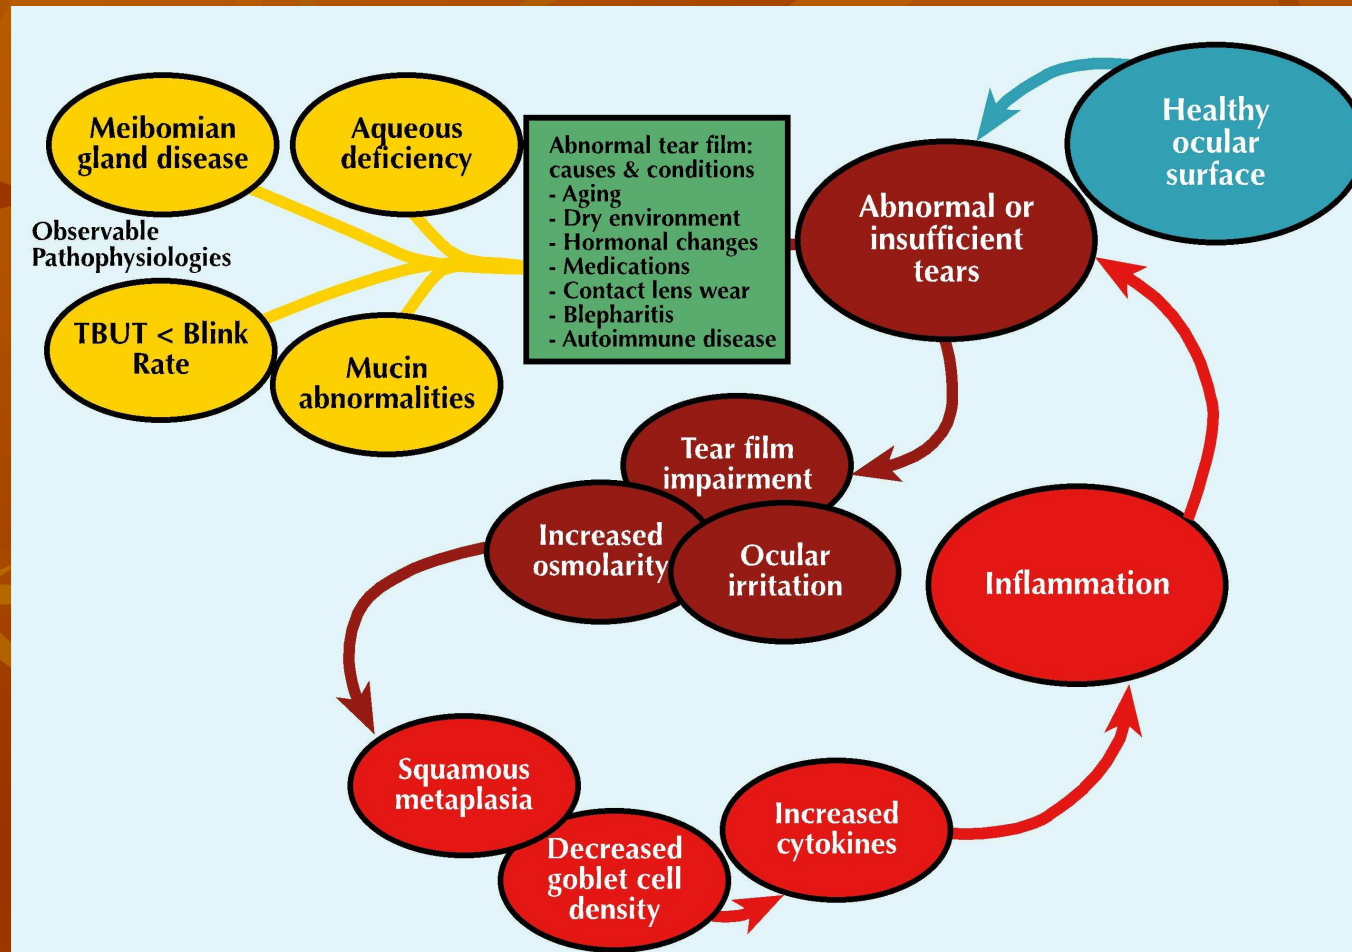 Meibomian
gland disease
Aqueous
deficiency
Observable
Pathophysiologies
TBUT < Blink
Rate
Mucin
abnormalities
Abnormal tear film:
causes & conditions
- Aging
- Dry environment
- Hormonal changes
- Medications
- Contact lens wear
- Blepharitis
- Autoimmune disease
Abnormal or
insufficient
tears
Healthy
ocular
surface
Tear film
impairment
Increased
osmolarity
Ocular
irritation
Inflammation
Squamous
metaplasia
Decreased
goblet cell
density
Increased
cytokines